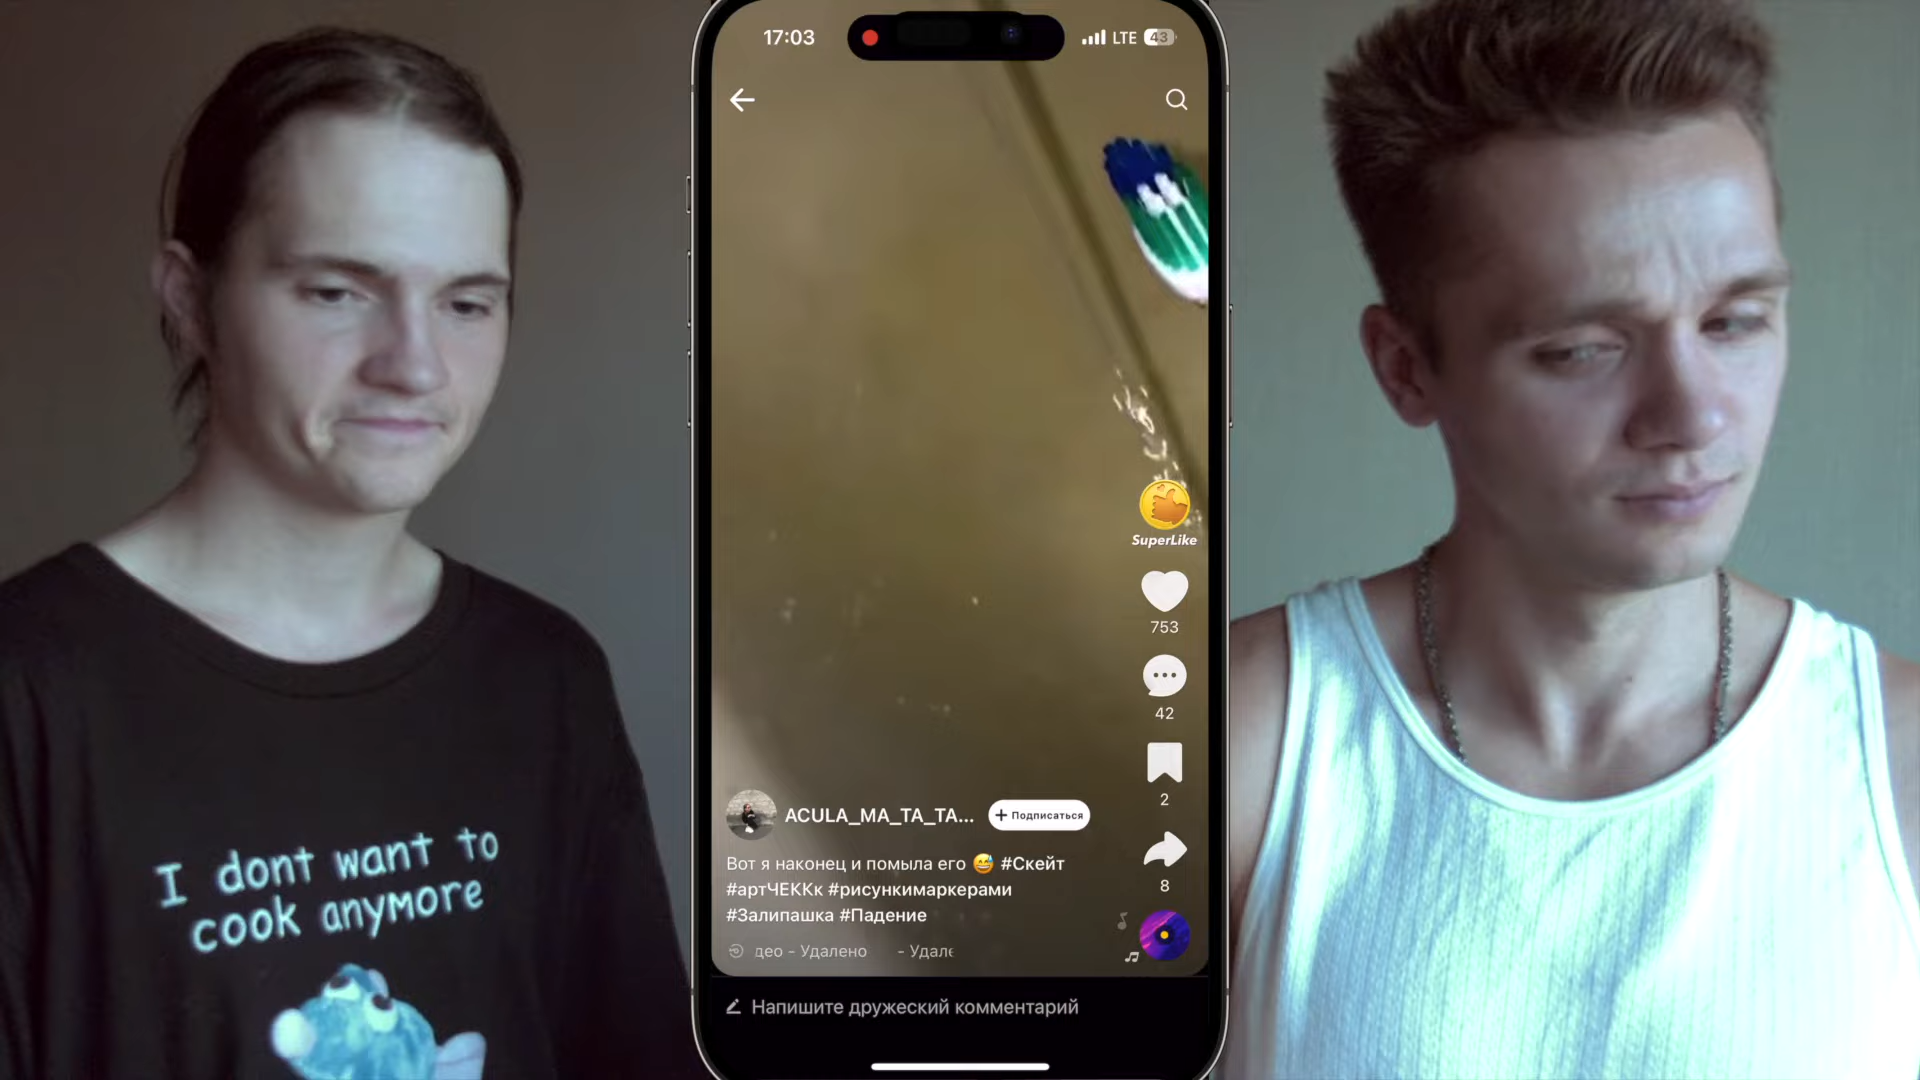 17:03
LTE 43
SuperLike
753
42
2
8
ACULA_MA_TA_TA...
+ Подписаться
Вот я наконец и помыла его 😅 #Скейт
#артЧЕККк #рисункимаркерами
#Залипашка #Падение
део - Удалено - Удале
Напишите дружеский комментарий
I dont want to
cook anymore